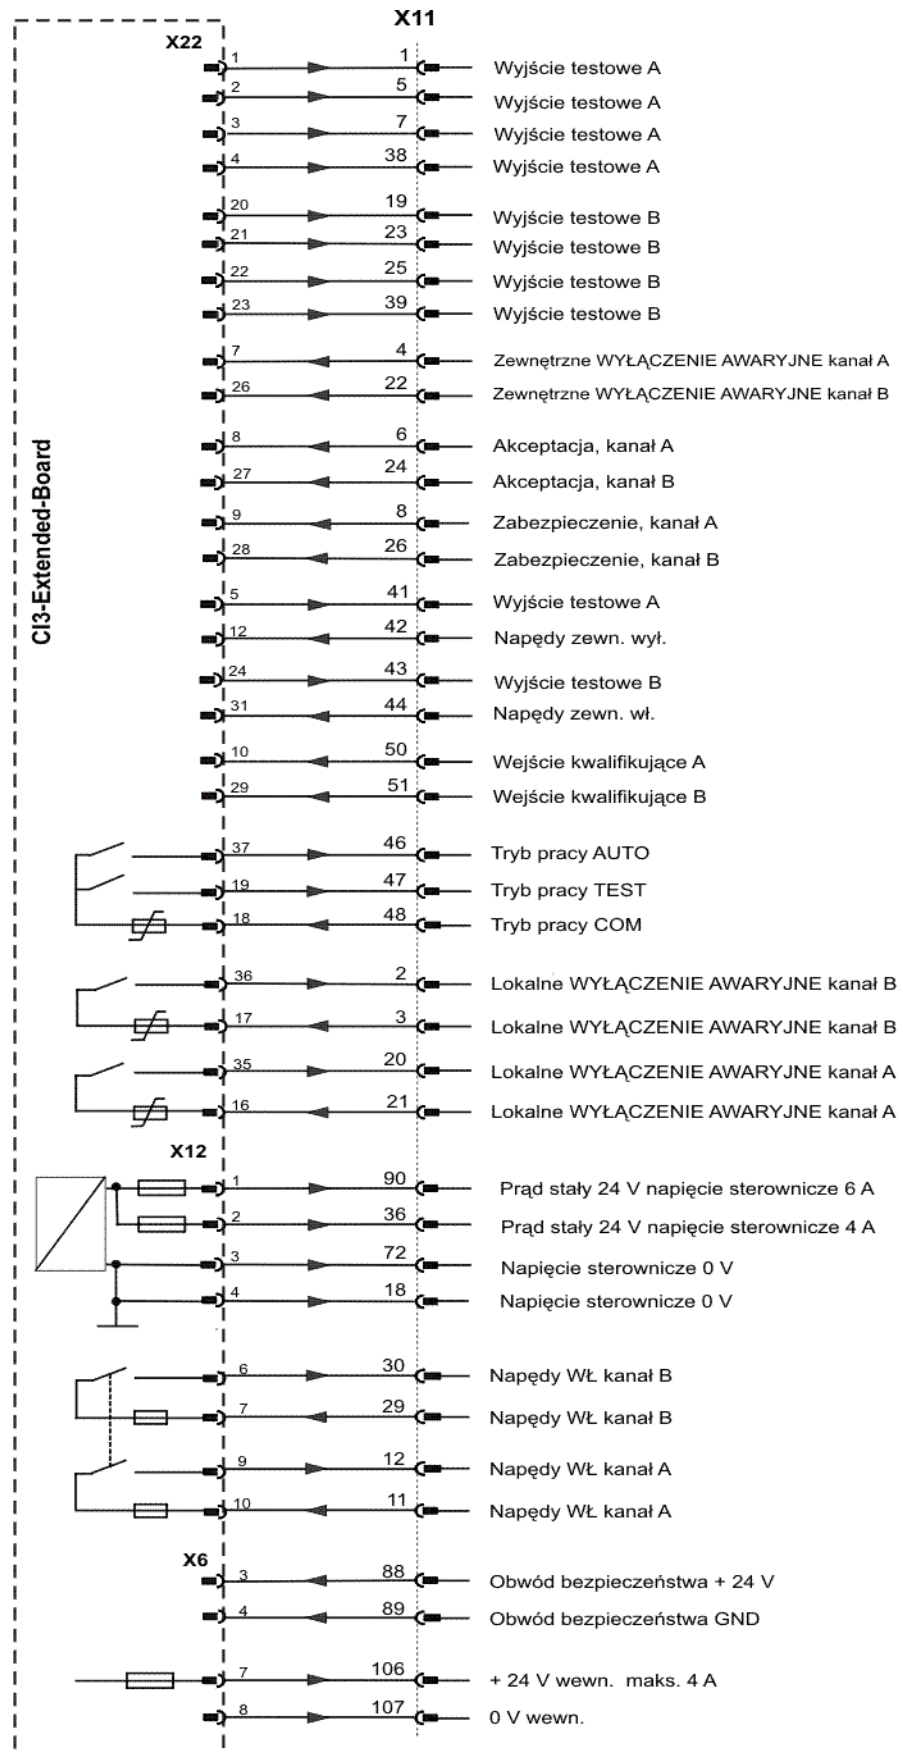 X11
X22
1 1 Wyjście testowe A
2 5 Wyjście testowe A
3 7 Wyjście testowe A
4 38 Wyjście testowe A
20 19 Wyjście testowe B
21 23 Wyjście testowe B
22 25 Wyjście testowe B
23 39 Wyjście testowe B
7 4 Zewnętrzne WYŁĄCZENIE AWARYJNE kanał A
26 22 Zewnętrzne WYŁĄCZENIE AWARYJNE kanał B
8 6 Akceptacja, kanał A
27 24 Akceptacja, kanał B
9 8 Zabezpieczenie, kanał A
28 26 Zabezpieczenie, kanał B
CI3-Extended-Board
5 41 Wyjście testowe A
12 42 Napędy zewn. wył.
24 43 Wyjście testowe B
31 44 Napędy zewn. wł.
10 50 Wejście kwalifikujące A
29 51 Wejście kwalifikujące B
37 46 Tryb pracy AUTO
19 47 Tryb pracy TEST
18 48 Tryb pracy COM
36 2 Lokalne WYŁĄCZENIE AWARYJNE kanał B
17 3 Lokalne WYŁĄCZENIE AWARYJNE kanał B
35 20 Lokalne WYŁĄCZENIE AWARYJNE kanał A
16 21 Lokalne WYŁĄCZENIE AWARYJNE kanał A
X12
1 90 Prąd stały 24 V napięcie sterownicze 6 A
2 36 Prąd stały 24 V napięcie sterownicze 4 A
3 72 Napięcie sterownicze 0 V
4 18 Napięcie sterownicze 0 V
6 30 Napędy WŁ kanał B
7 29 Napędy WŁ kanał B
9 12 Napędy WŁ kanał A
10 11 Napędy WŁ kanał A
X6
3 88 Obwód bezpieczeństwa + 24 V
4 89 Obwód bezpieczeństwa GND
7 106 + 24 V wewn. maks. 4 A
8 107 0 V wewn.